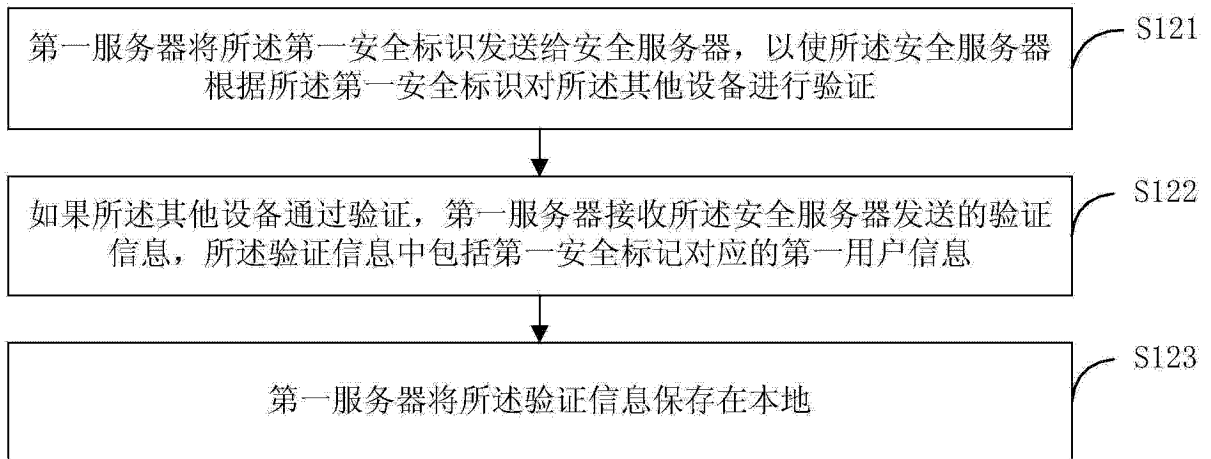 第一服务器将所述第一安全标识发送给安全服务器，以使所述安全服务器
根据所述第一安全标识对所述其他设备进行验证
S121
如果所述其他设备通过验证，第一服务器接收所述安全服务器发送的验证
信息，所述验证信息中包括第一安全标记对应的第一用户信息
S122
第一服务器将所述验证信息保存在本地
S123